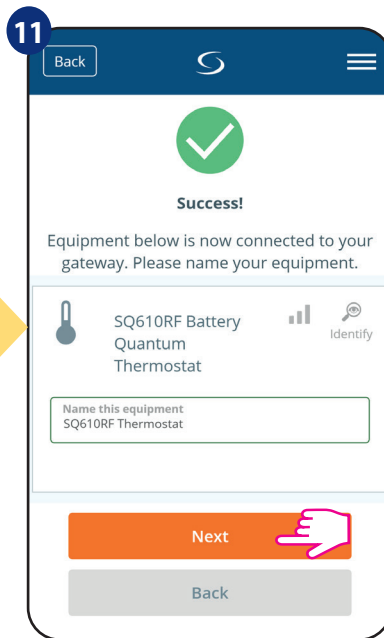 11
Back
Success!
Equipment below is now connected to your
gateway. Please name your equipment.
SQ610RF Battery
Quantum
Thermostat
Identify
Name this equipment
SQ610RF Thermostat
Next
Back